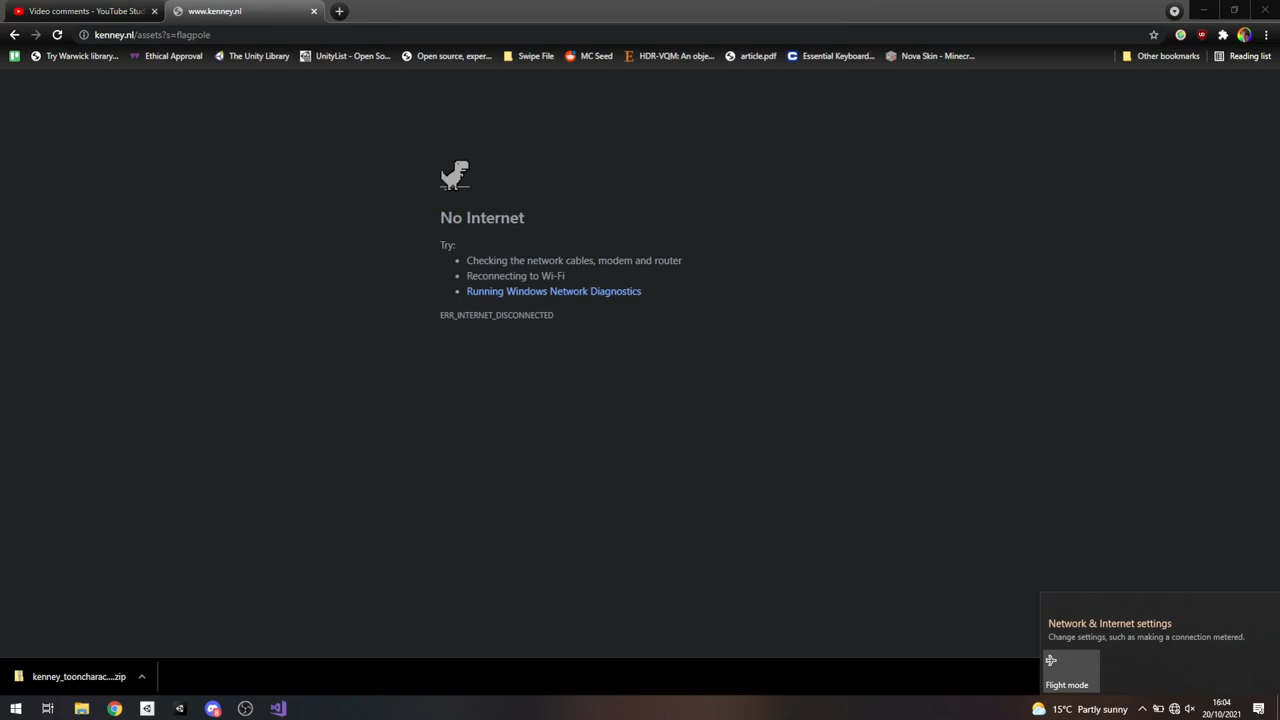 Video comments - YouTube Stud
www.kenney.nl
kenney.nl/assets?s=flagpole
Try Warwick library...
Ethical Approval
The Unity Library
UnityList - Open So...
Open source, exper...
Swipe File
MC Seed
HDR-VQM: An obje...
article.pdf
Essential Keyboard...
Nova Skin - Minecr...
Other bookmarks
Reading list
No Internet
Try:
Checking the network cables, modem and router
Reconnecting to Wi-Fi
Running Windows Network Diagnostics
ERR_INTERNET_DISCONNECTED
Network & Internet settings
Change settings, such as making a connection metered.
Flight mode
kenney_tooncharac....zip
15°C Partly sunny
16:04
20/10/2021